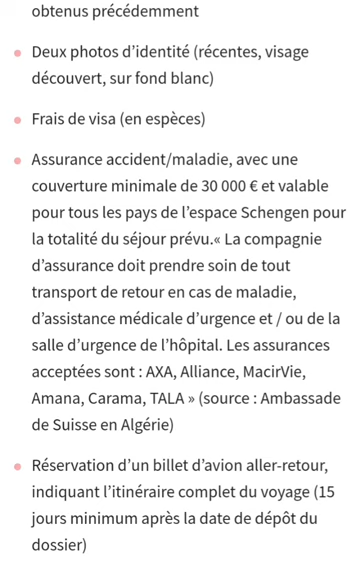 obtenus précédemment
Deux photos d’identité (récentes, visage
découvert, sur fond blanc)
Frais de visa (en espèces)
Assurance accident/maladie, avec une
couverture minimale de 30 000 € et valable
pour tous les pays de l’espace Schengen pour
la totalité du séjour prévu.« La compagnie
d’assurance doit prendre soin de tout
transport de retour en cas de maladie,
d’assistance médicale d’urgence et / ou de la
salle d’urgence de l’hôpital. Les assurances
acceptées sont : AXA, Alliance, MacirVie,
Amana, Carama, TALA » (source : Ambassade
de Suisse en Algérie)
Réservation d’un billet d’avion aller-retour,
indiquant l’itinéraire complet du voyage (15
jours minimum après la date de dépôt du
dossier)